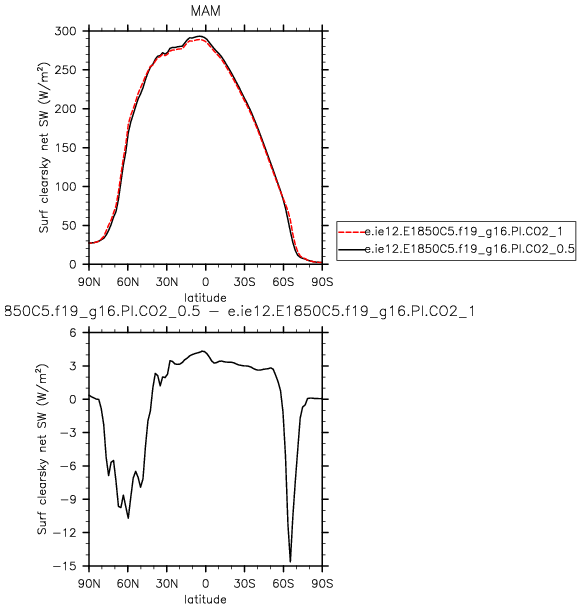 MAM
Surf clearsky net SW (W/m²)
300
250
200
150
100
50
0
90N 60N 30N 0 30S 60S 90S
latitude
e.ie12.E1850C5.f19_g16.PI.CO2_1
e.ie12.E1850C5.f19_g16.PI.CO2_0.5
850C5.f19_g16.PI.CO2_0.5 − e.ie12.E1850C5.f19_g16.PI.CO2_1
Surf clearsky net SW (W/m²)
6
3
0
−3
−6
−9
−12
−15
90N 60N 30N 0 30S 60S 90S
latitude